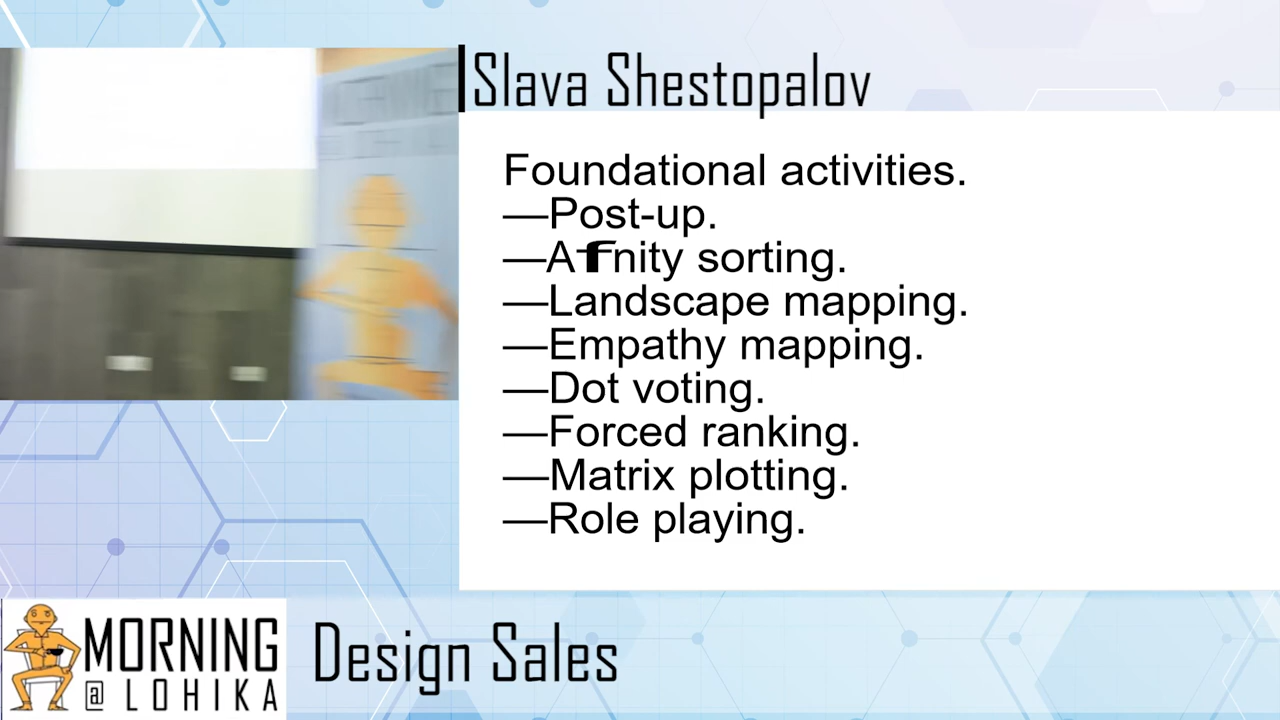 Slava Shestopalov
Foundational activities.
—Post-up.
—Affinity sorting.
—Landscape mapping.
—Empathy mapping.
—Dot voting.
—Forced ranking.
—Matrix plotting.
—Role playing.
MORNING
@ LOHIKA
Design Sales